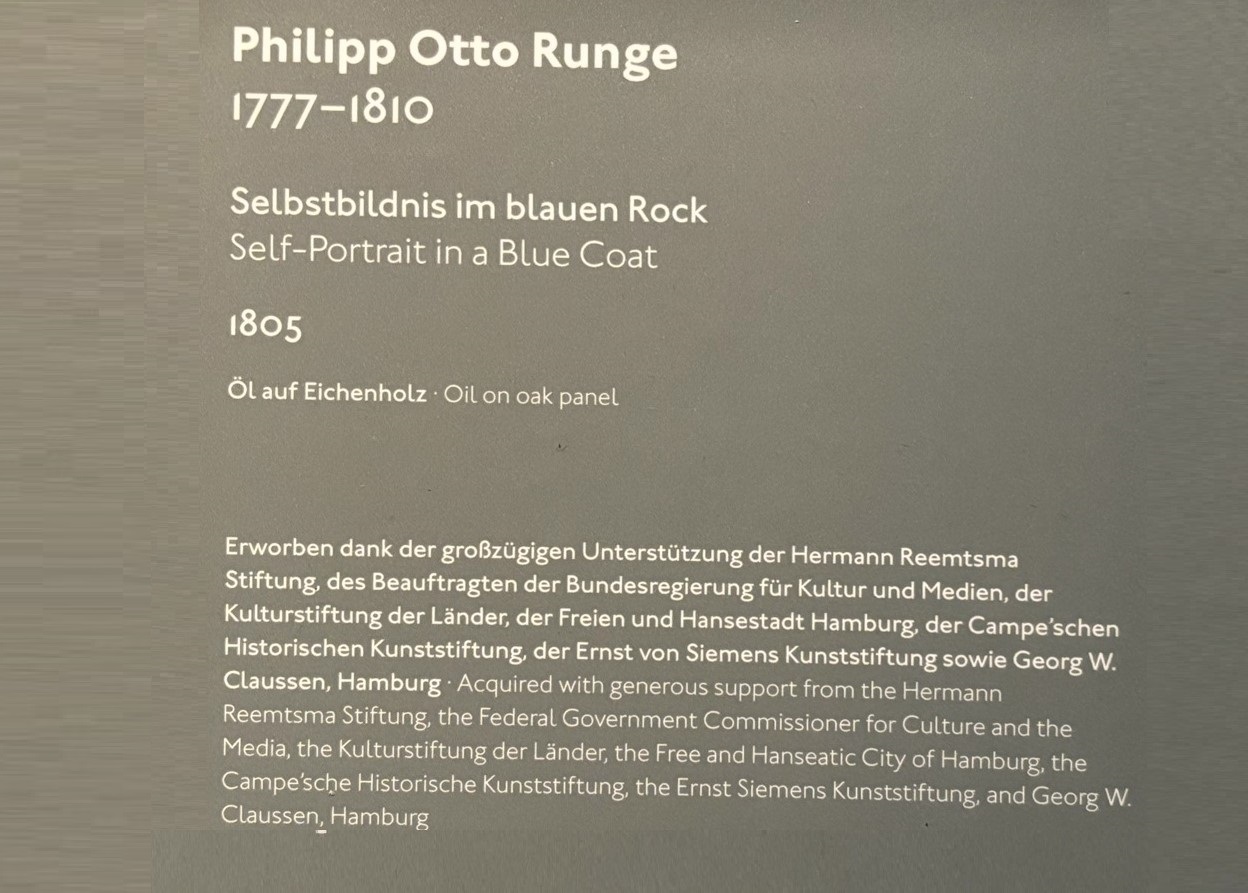 Philipp Otto Runge
1777–1810
Selbstbildnis im blauen Rock
Self-Portrait in a Blue Coat
1805
Öl auf Eichenholz · Oil on oak panel
Erworben dank der großzügigen Unterstützung der Hermann Reemtsma
Stiftung, des Beauftragten der Bundesregierung für Kultur und Medien, der
Kulturstiftung der Länder, der Freien und Hansestadt Hamburg, der Campe’schen
Historischen Kunststiftung, der Ernst von Siemens Kunststiftung sowie Georg W.
Claussen, Hamburg · Acquired with generous support from the Hermann
Reemtsma Stiftung, the Federal Government Commissioner for Culture and the
Media, the Kulturstiftung der Länder, the Free and Hanseatic City of Hamburg, the
Campe’sche Historische Kunststiftung, the Ernst Siemens Kunststiftung, and Georg W.
Claussen, Hamburg